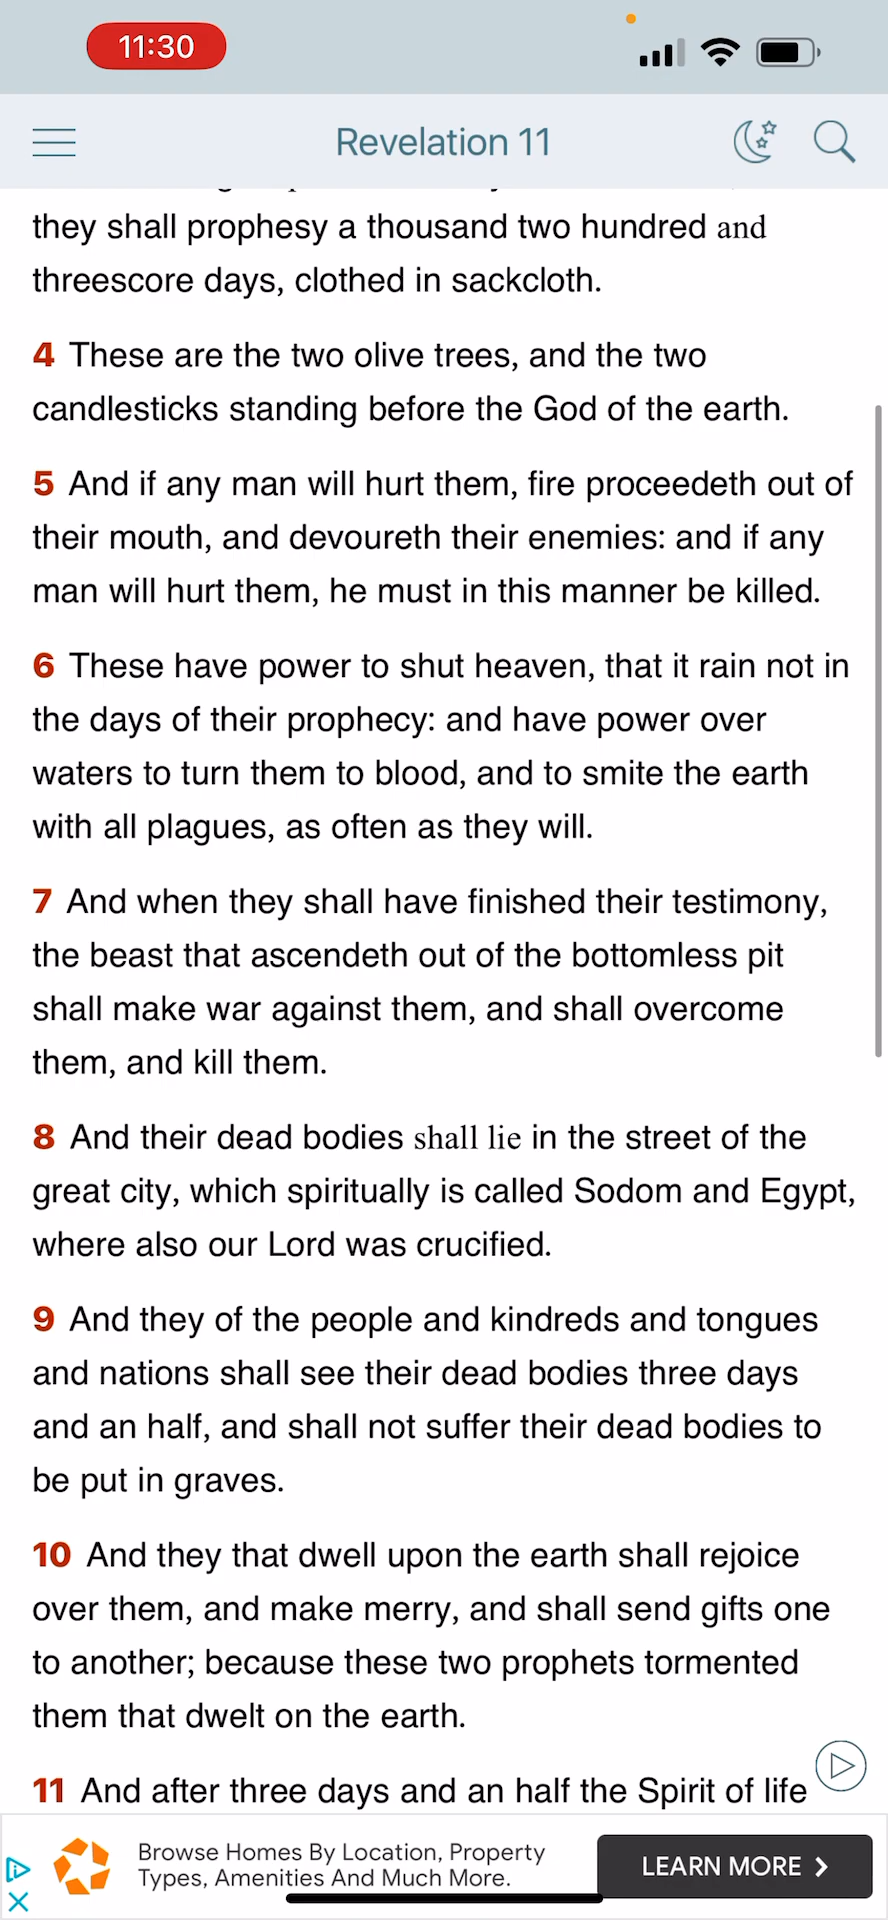 11:30
Revelation 11
they shall prophesy a thousand two hundred and
threescore days, clothed in sackcloth.
4 These are the two olive trees, and the two
candlesticks standing before the God of the earth.
5 And if any man will hurt them, fire proceedeth out of
their mouth, and devoureth their enemies: and if any
man will hurt them, he must in this manner be killed.
6 These have power to shut heaven, that it rain not in
the days of their prophecy: and have power over
waters to turn them to blood, and to smite the earth
with all plagues, as often as they will.
7 And when they shall have finished their testimony,
the beast that ascendeth out of the bottomless pit
shall make war against them, and shall overcome
them, and kill them.
8 And their dead bodies shall lie in the street of the
great city, which spiritually is called Sodom and Egypt,
where also our Lord was crucified.
9 And they of the people and kindreds and tongues
and nations shall see their dead bodies three days
and an half, and shall not suffer their dead bodies to
be put in graves.
10 And they that dwell upon the earth shall rejoice
over them, and make merry, and shall send gifts one
to another; because these two prophets tormented
them that dwelt on the earth.
11 And after three days and an half the Spirit of life
Browse Homes By Location, Property
Types, Amenities And Much More.
LEARN MORE